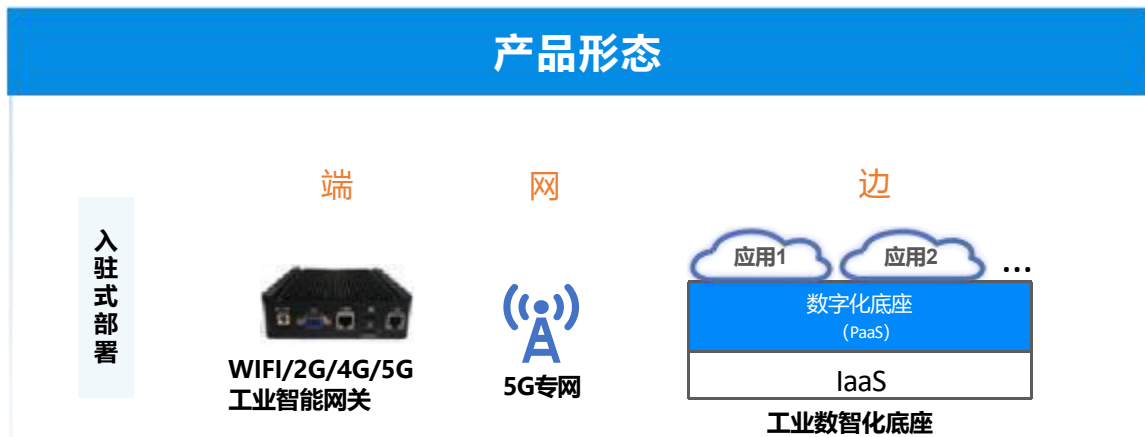 产品形态
端
网
边
入驻式部署
应用1
应用2
...
数字化底座
（PaaS）
IaaS
WIFI/2G/4G/5G
工业智能网关
5G专网
工业数智化底座